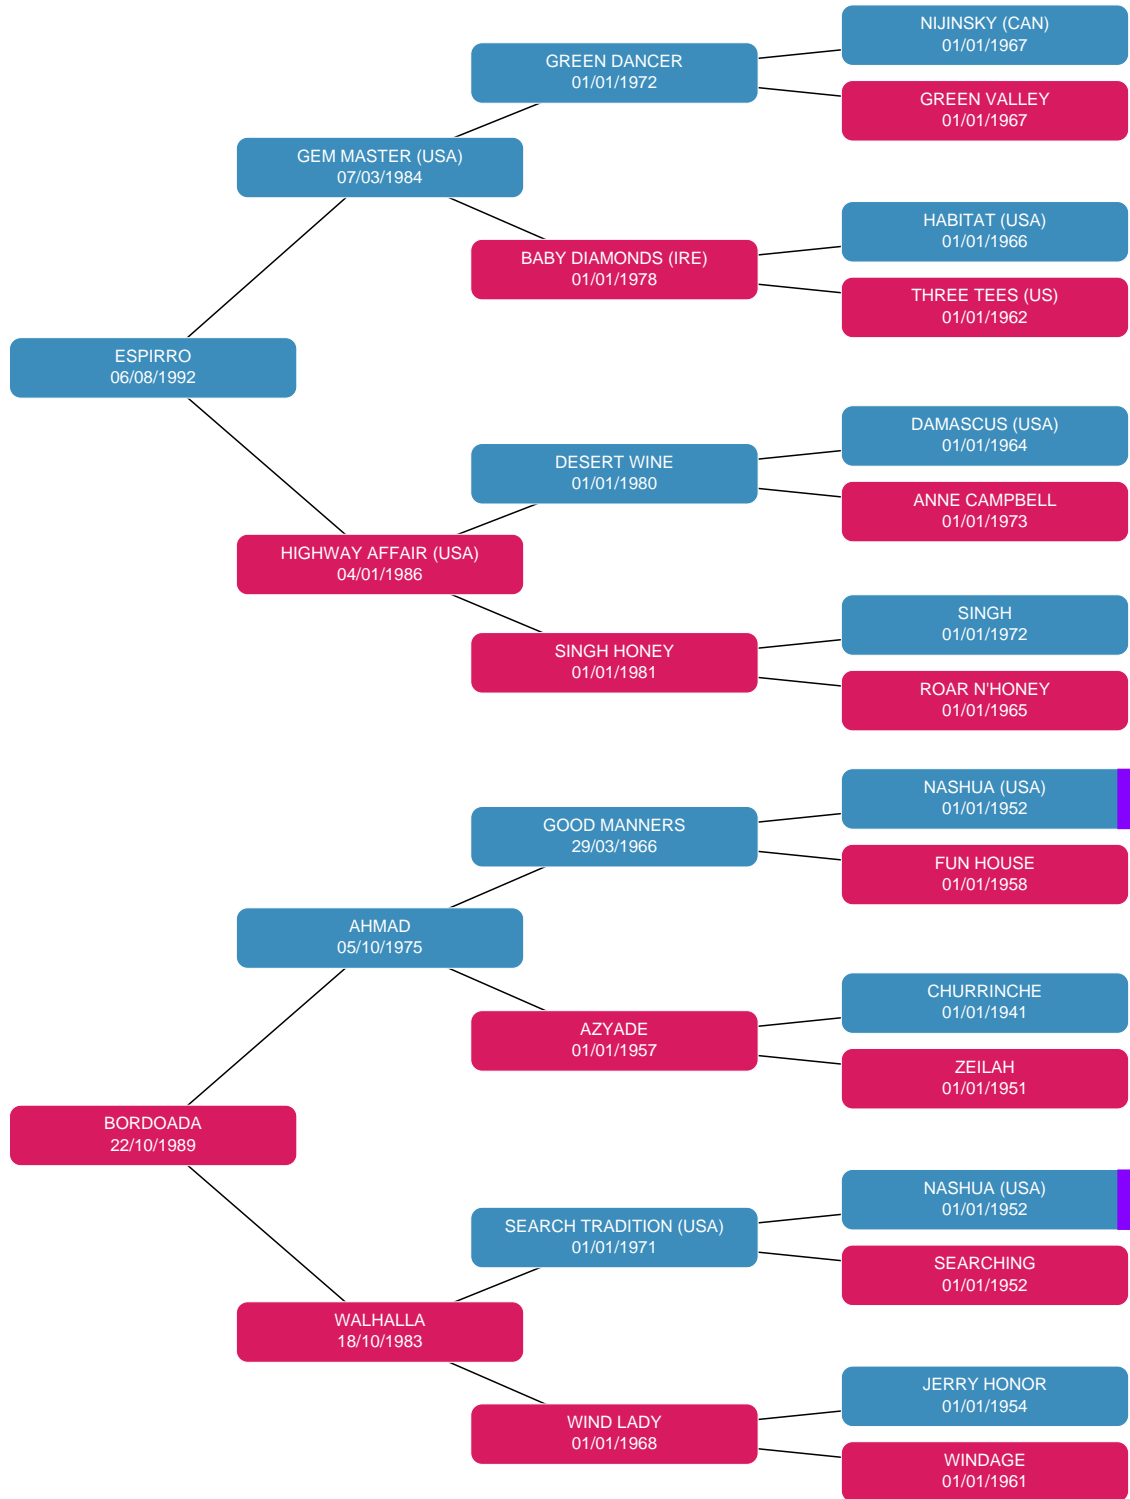 NIJINSKY (CAN)
01/01/1967
GREEN DANCER
01/01/1972
GREEN VALLEY
01/01/1967
GEM MASTER (USA)
07/03/1984
HABITAT (USA)
01/01/1966
BABY DIAMONDS (IRE)
01/01/1978
THREE TEES (US)
01/01/1962
ESPIRRO
06/08/1992
DAMASCUS (USA)
01/01/1964
DESERT WINE
01/01/1980
ANNE CAMPBELL
01/01/1973
HIGHWAY AFFAIR (USA)
04/01/1986
SINGH
01/01/1972
SINGH HONEY
01/01/1981
ROAR N'HONEY
01/01/1965
NASHUA (USA)
01/01/1952
GOOD MANNERS
29/03/1966
FUN HOUSE
01/01/1958
AHMAD
05/10/1975
CHURRINCHE
01/01/1941
AZYADE
01/01/1957
ZEILAH
01/01/1951
BORDOADA
22/10/1989
NASHUA (USA)
01/01/1952
SEARCH TRADITION (USA)
01/01/1971
SEARCHING
01/01/1952
WALHALLA
18/10/1983
JERRY HONOR
01/01/1954
WIND LADY
01/01/1968
WINDAGE
01/01/1961